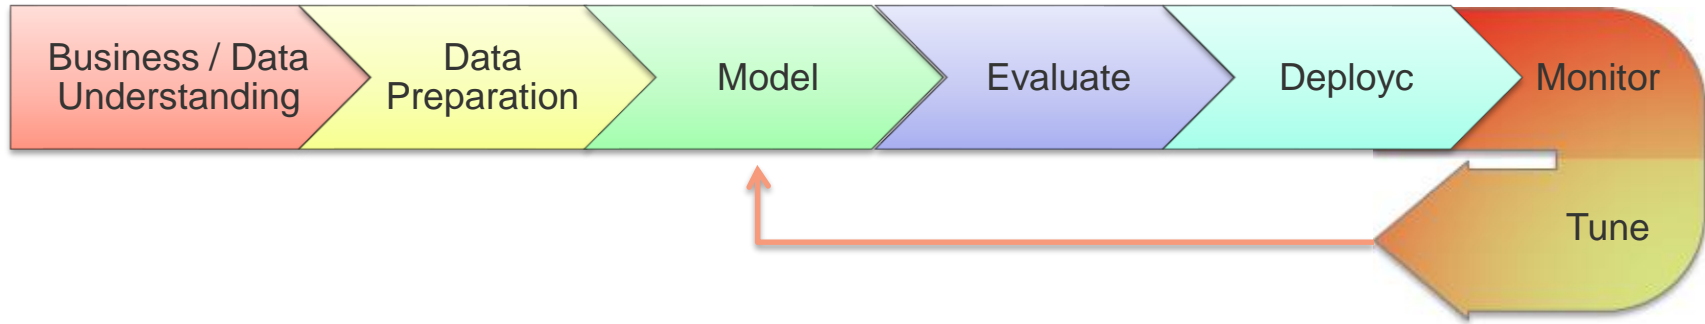 Business / Data
Understanding
Data
Preparation
Model
Evaluate
Deployc
Monitor
Tune